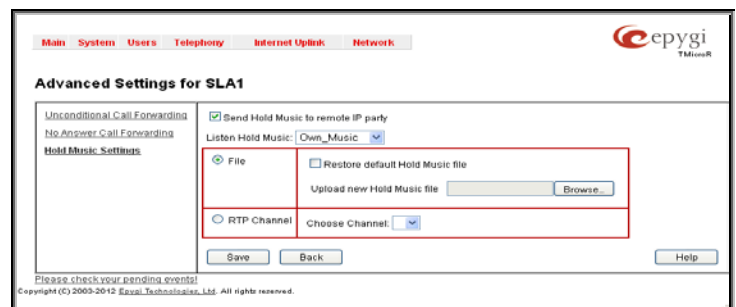 Main System Users Telephony Internet Uplink Network
epygi
TMicroR
Advanced Settings for SLA1
Unconditional Call Forwarding
No Answer Call Forwarding
Hold Music Settings
Send Hold Music to remote IP party
Listen Hold Music: Own_Music
File
Restore default Hold Music file
Upload new Hold Music file Browse...
RTP Channel
Choose Channel:
Save Back Help
Please check your pending events!
Copyright (C) 2003-2012 Epygi Technologies, Ltd. All rights reserved.